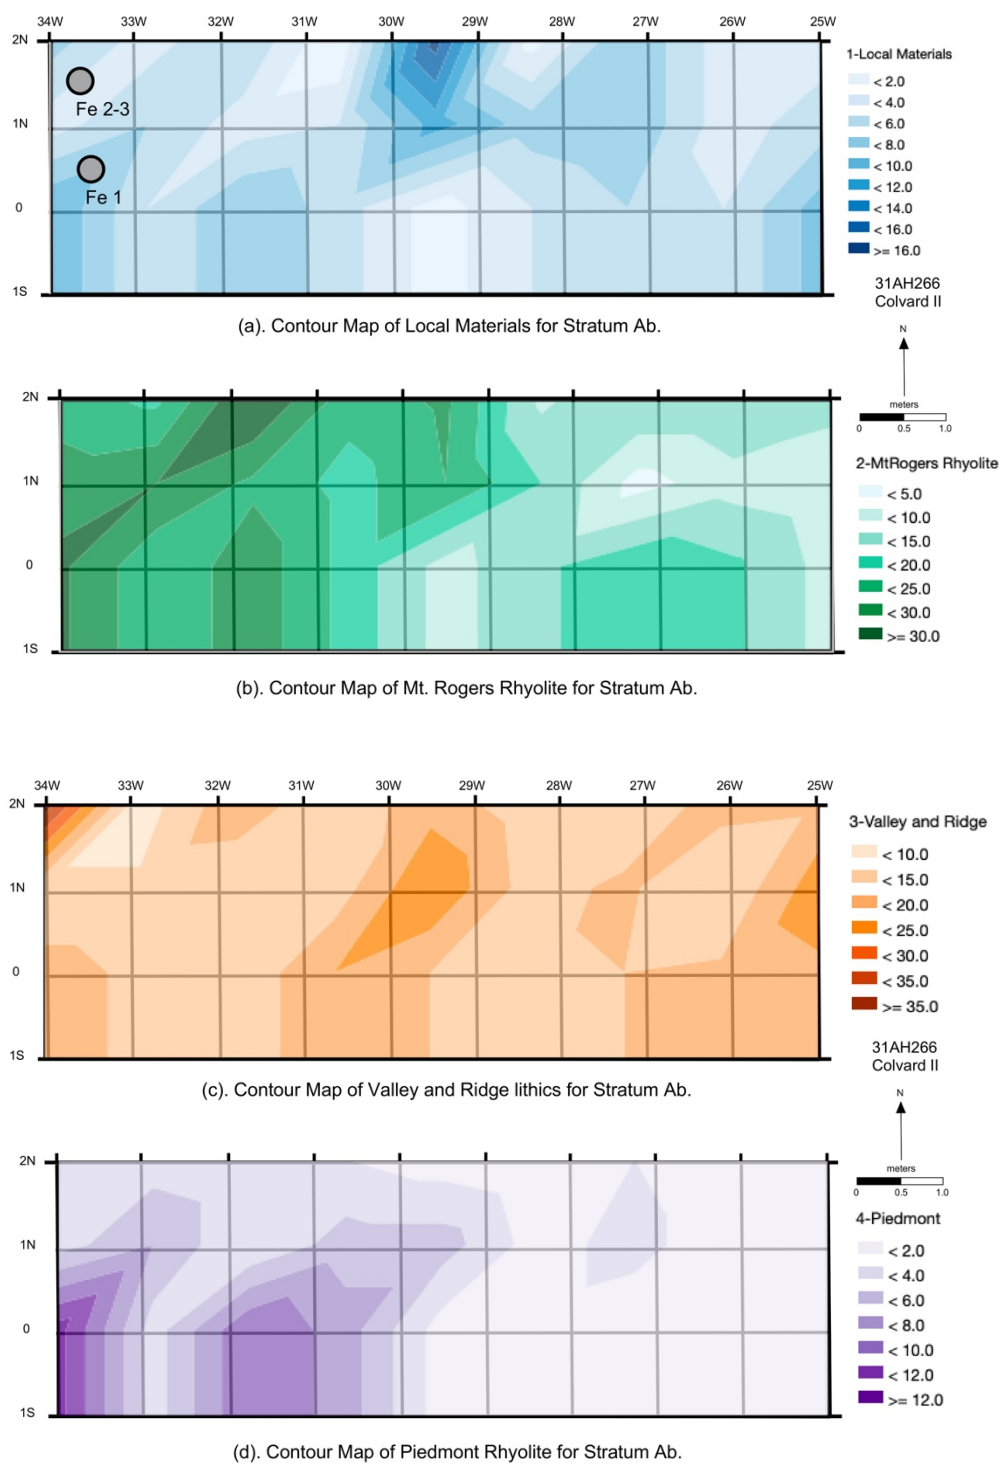 34W 33W 32W 31W 30W 29W 28W 27W 26W 25W
2N
1N
0
1S
Fe 2-3
Fe 1
1-Local Materials
< 2.0
< 4.0
< 6.0
< 8.0
< 10.0
< 12.0
< 14.0
< 16.0
>= 16.0
31AH266
Colvard II
(a). Contour Map of Local Materials for Stratum Ab.
N
meters
0 0.5 1.0
2N
1N
0
1S
2-MtRogers Rhyolite
< 5.0
< 10.0
< 15.0
< 20.0
< 25.0
< 30.0
>= 30.0
(b). Contour Map of Mt. Rogers Rhyolite for Stratum Ab.
34W 33W 32W 31W 30W 29W 28W 27W 26W 25W
2N
1N
0
1S
3-Valley and Ridge
< 10.0
< 15.0
< 20.0
< 25.0
< 30.0
< 35.0
>= 35.0
31AH266
Colvard II
(c). Contour Map of Valley and Ridge lithics for Stratum Ab.
N
meters
0 0.5 1.0
2N
1N
0
1S
4-Piedmont
< 2.0
< 4.0
< 6.0
< 8.0
< 10.0
< 12.0
>= 12.0
(d). Contour Map of Piedmont Rhyolite for Stratum Ab.